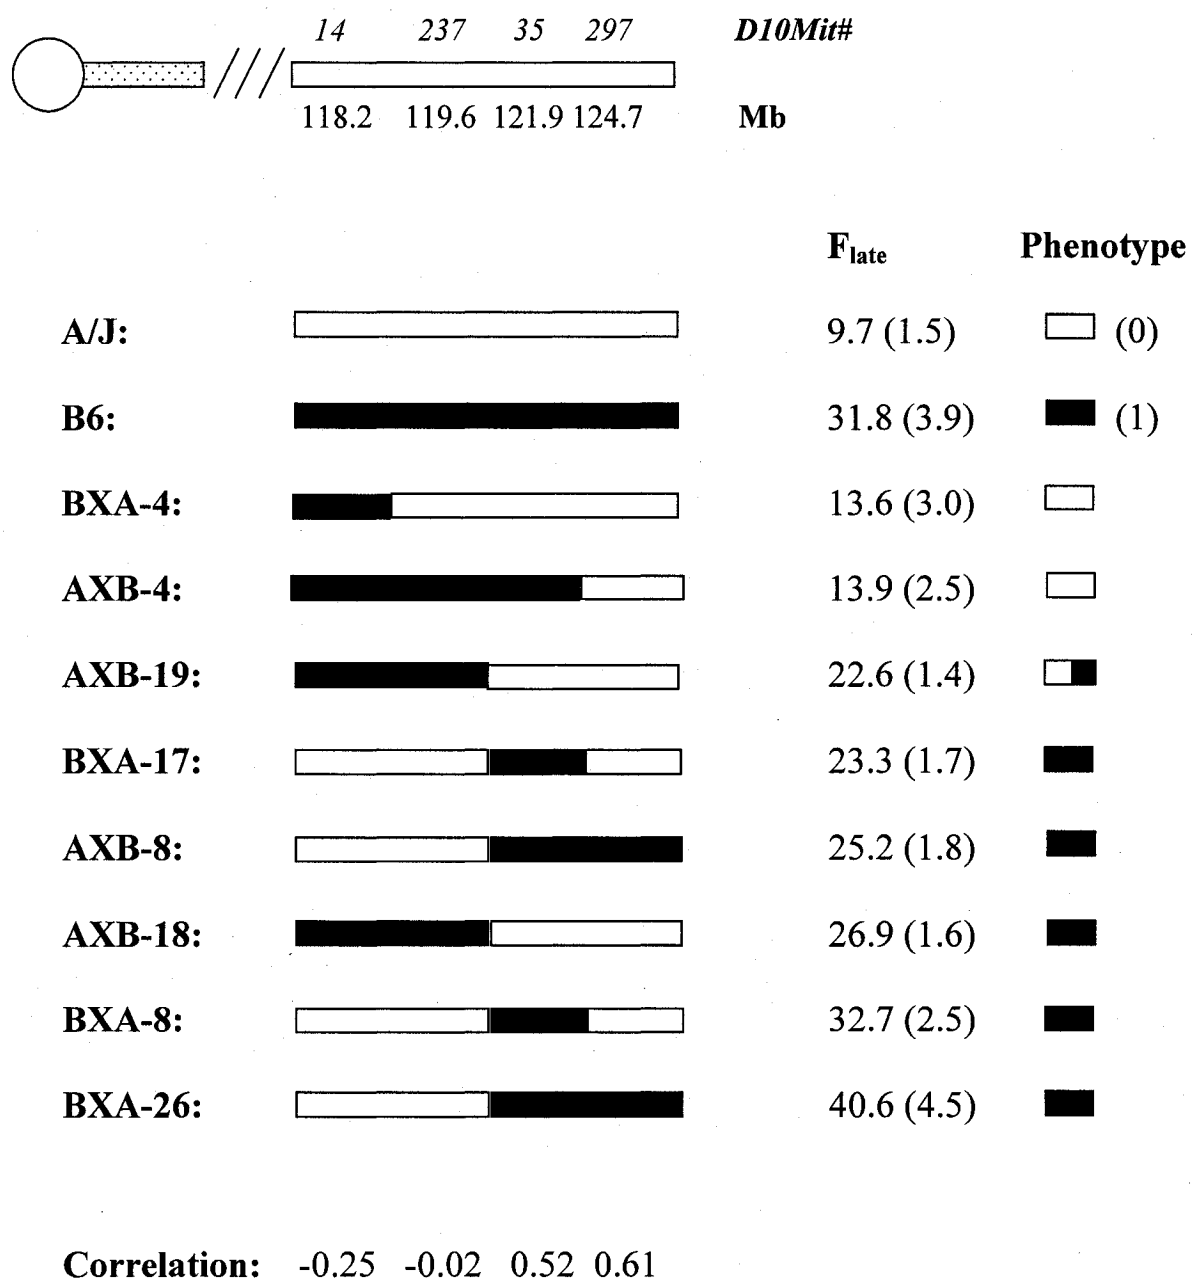 14 237 35 297 D10Mit#
118.2 119.6 121.9 124.7 Mb
F_late Phenotype
A/J: 9.7 (1.5) (0)
B6: 31.8 (3.9) (1)
BXA-4: 13.6 (3.0)
AXB-4: 13.9 (2.5)
AXB-19: 22.6 (1.4)
BXA-17: 23.3 (1.7)
AXB-8: 25.2 (1.8)
AXB-18: 26.9 (1.6)
BXA-8: 32.7 (2.5)
BXA-26: 40.6 (4.5)
Correlation: -0.25 -0.02 0.52 0.61